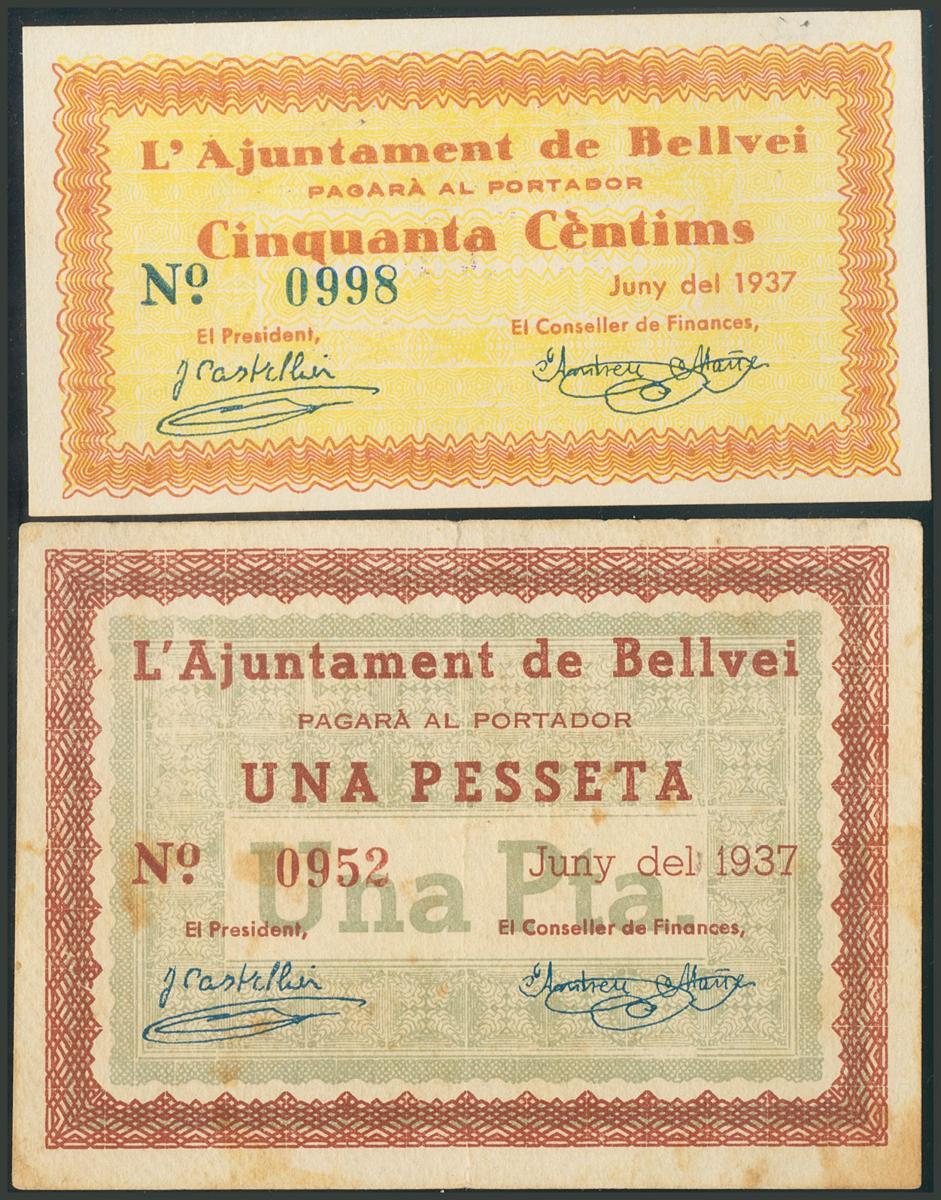 L' Ajuntament de Bellvei
PAGARÀ AL PORTADOR
Cinquanta Cèntims
Nº 0998 Juny del 1937
El President, El Conseller de Finances,
J Castellvi
L'Ajuntament de Bellvei
PAGARÀ AL PORTADOR
UNA PESSETA
Nº 0952 Juny del 1937
Una Pta.
El President, El Conseller de Finances,
J Castellvi